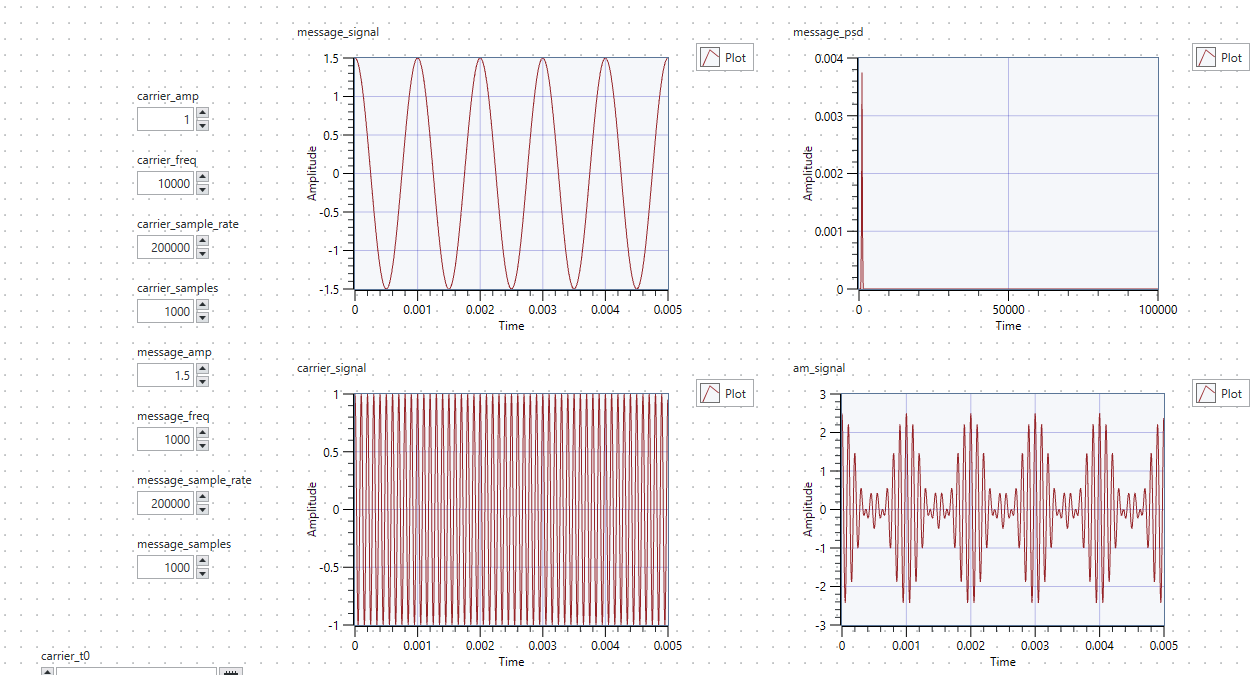 message_signal
Plot
1.5
1
0.5
0
-0.5
-1
-1.5
Amplitude
0 0.001 0.002 0.003 0.004 0.005
Time
message_psd
Plot
0.004
0.003
0.002
0.001
0
Amplitude
0 50000 100000
Time
carrier_amp
1
carrier_freq
10000
carrier_sample_rate
200000
carrier_samples
1000
message_amp
1.5
message_freq
1000
message_sample_rate
200000
message_samples
1000
carrier_signal
Plot
1
0.5
0
-0.5
-1
Amplitude
0 0.001 0.002 0.003 0.004 0.005
Time
am_signal
Plot
3
2
1
0
-1
-2
-3
Amplitude
0 0.001 0.002 0.003 0.004 0.005
Time
carrier_t0